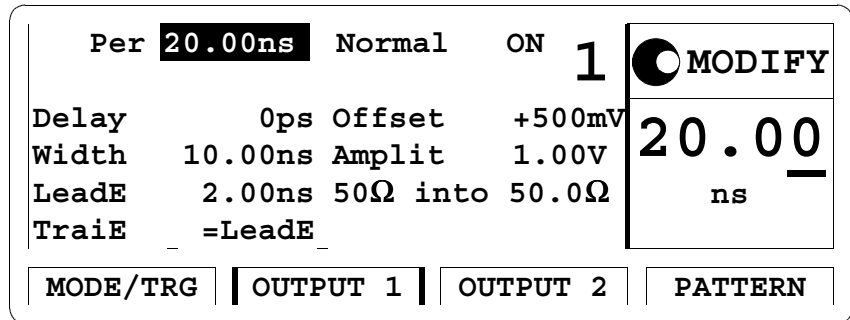 Per 20.00ns Normal ON 1
MODIFY
Delay 0ps Offset +500mV
Width 10.00ns Amplit 1.00V
LeadE 2.00ns 50Ω into 50.0Ω
TraiE =LeadE
20.00
ns
MODE/TRG OUTPUT 1 OUTPUT 2 PATTERN